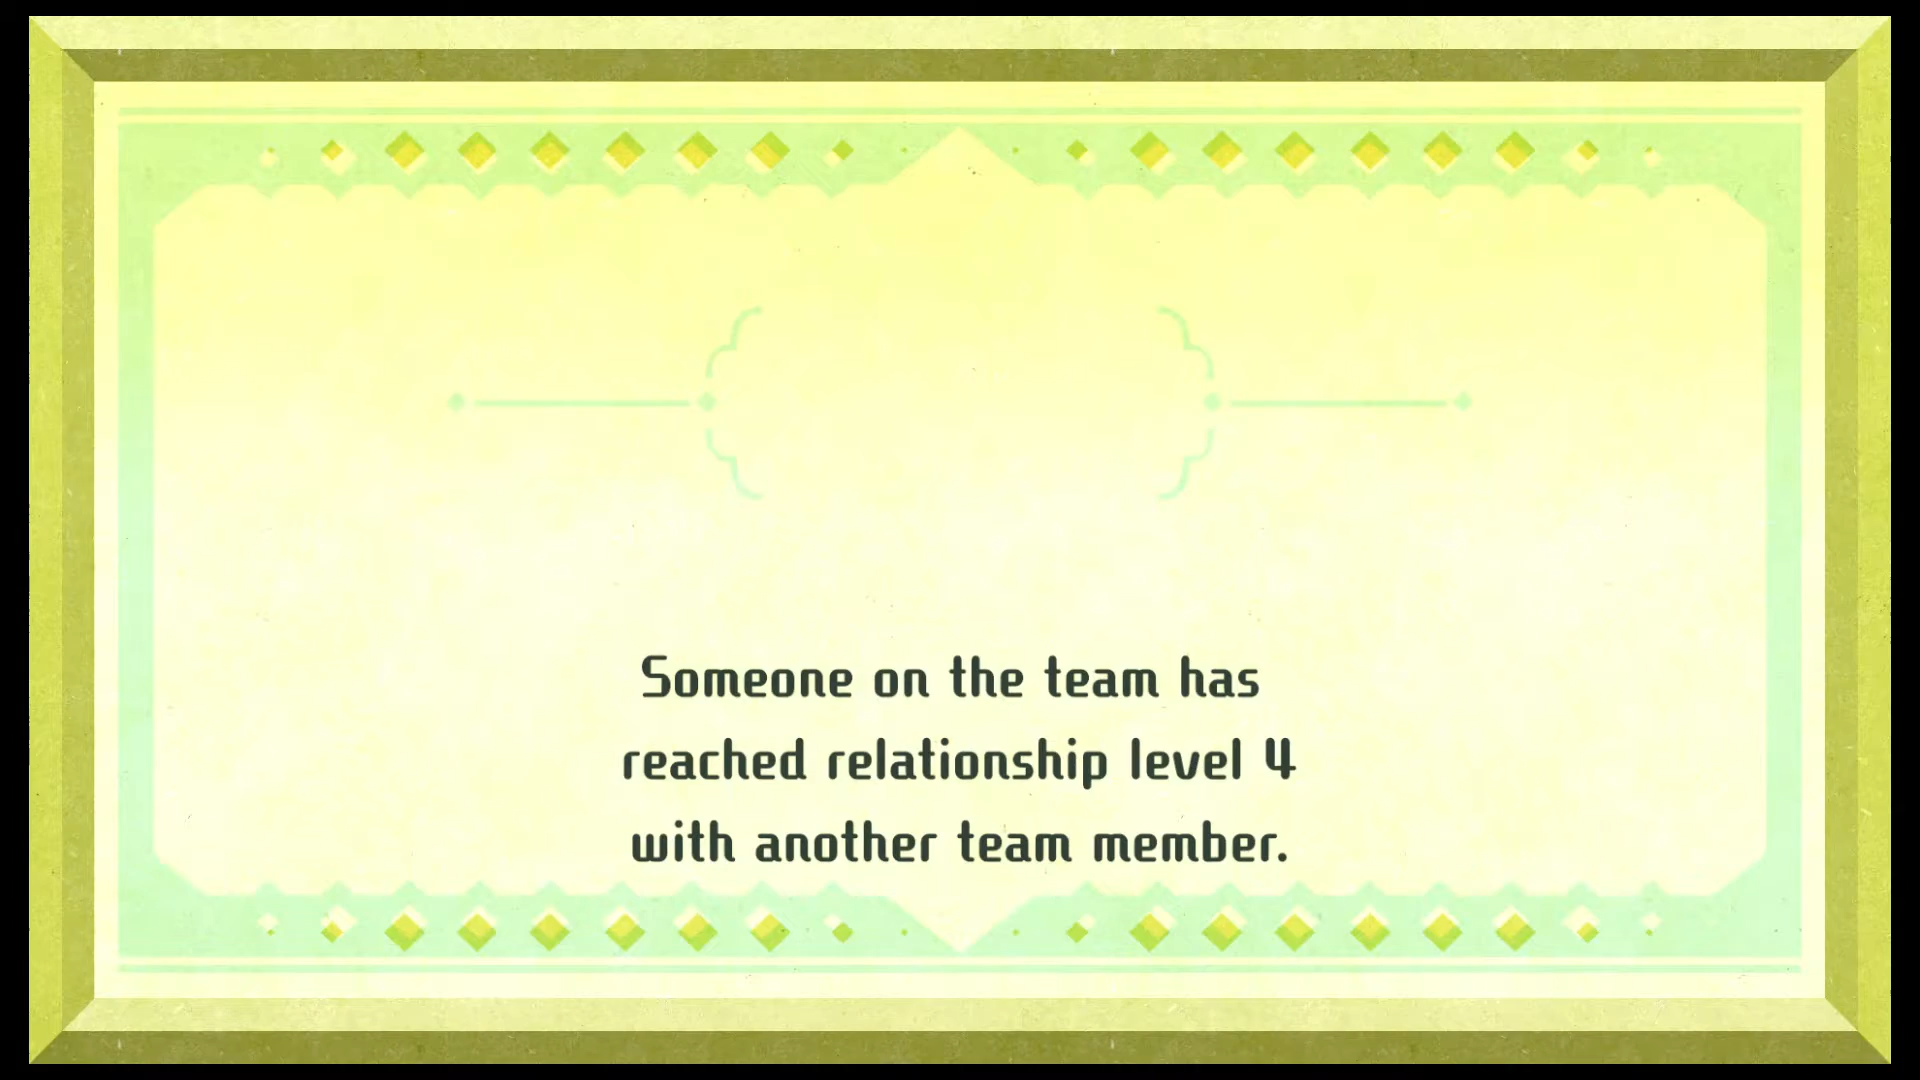 Someone on the team has
reached relationship level 4
with another team member.